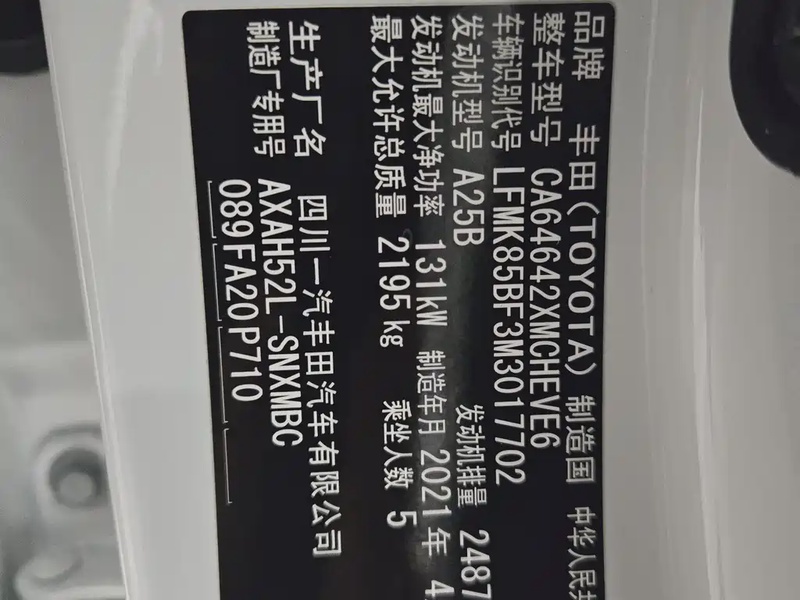 品牌 丰田(TOYOTA) 制造国 中华人民共
整车型号 CA64642XMCHEVE6
车辆识别代号 LFMK85BF3M3017702
发动机型号 A25B 发动机排量 2487
发动机最大净功率 131kW 制造年月 2021年 4
最大允许总质量 2195kg 乘坐人数 5
生产厂名 四川一汽丰田汽车有限公司
制造厂专用号 AXAH52L-SNXMBC
089FA20P710